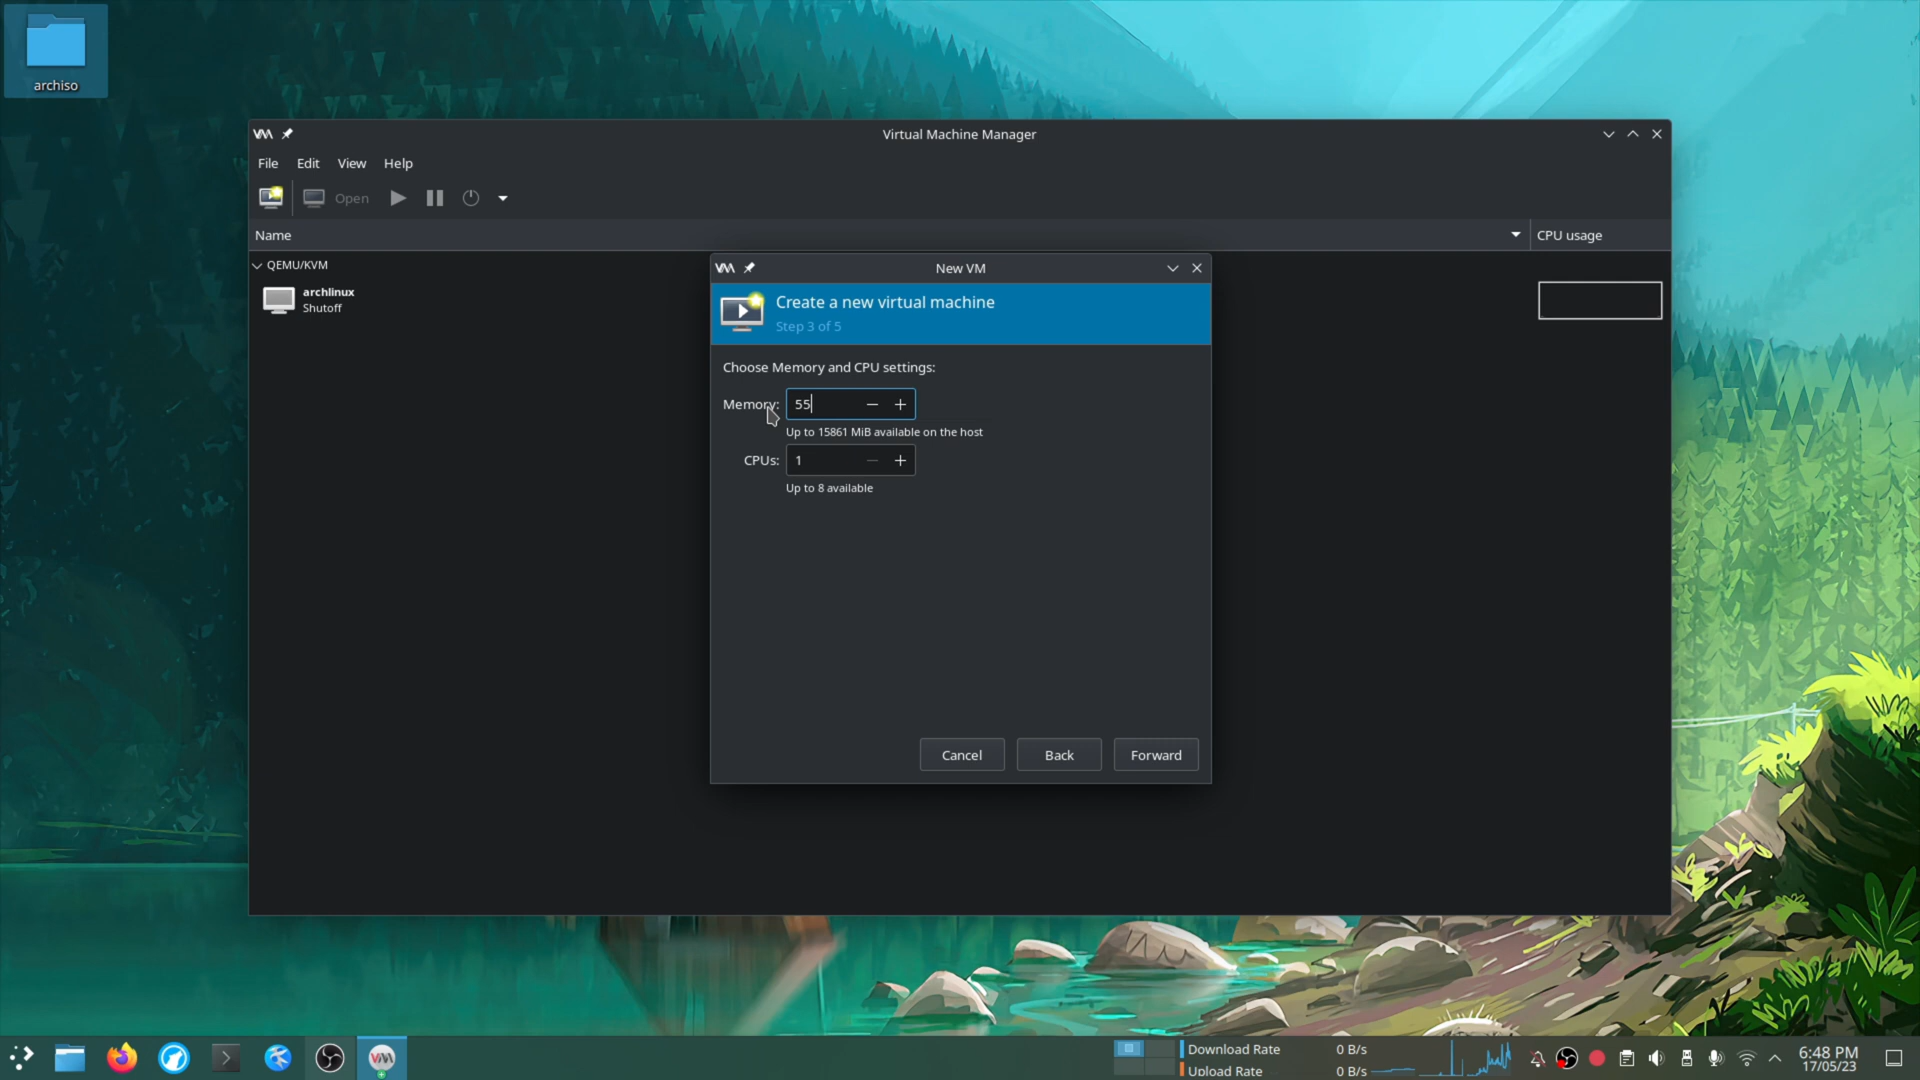 archiso
Virtual Machine Manager
File Edit View Help
Open
Name CPU usage
QEMU/KVM
archlinux
Shutoff
New VM
Create a new virtual machine
Step 3 of 5
Choose Memory and CPU settings:
Memory: 55
Up to 15861 MiB available on the host
CPUs: 1
Up to 8 available
Cancel Back Forward
Download Rate 0 B/s
Upload Rate 0 B/s
6:48 PM
17/05/23